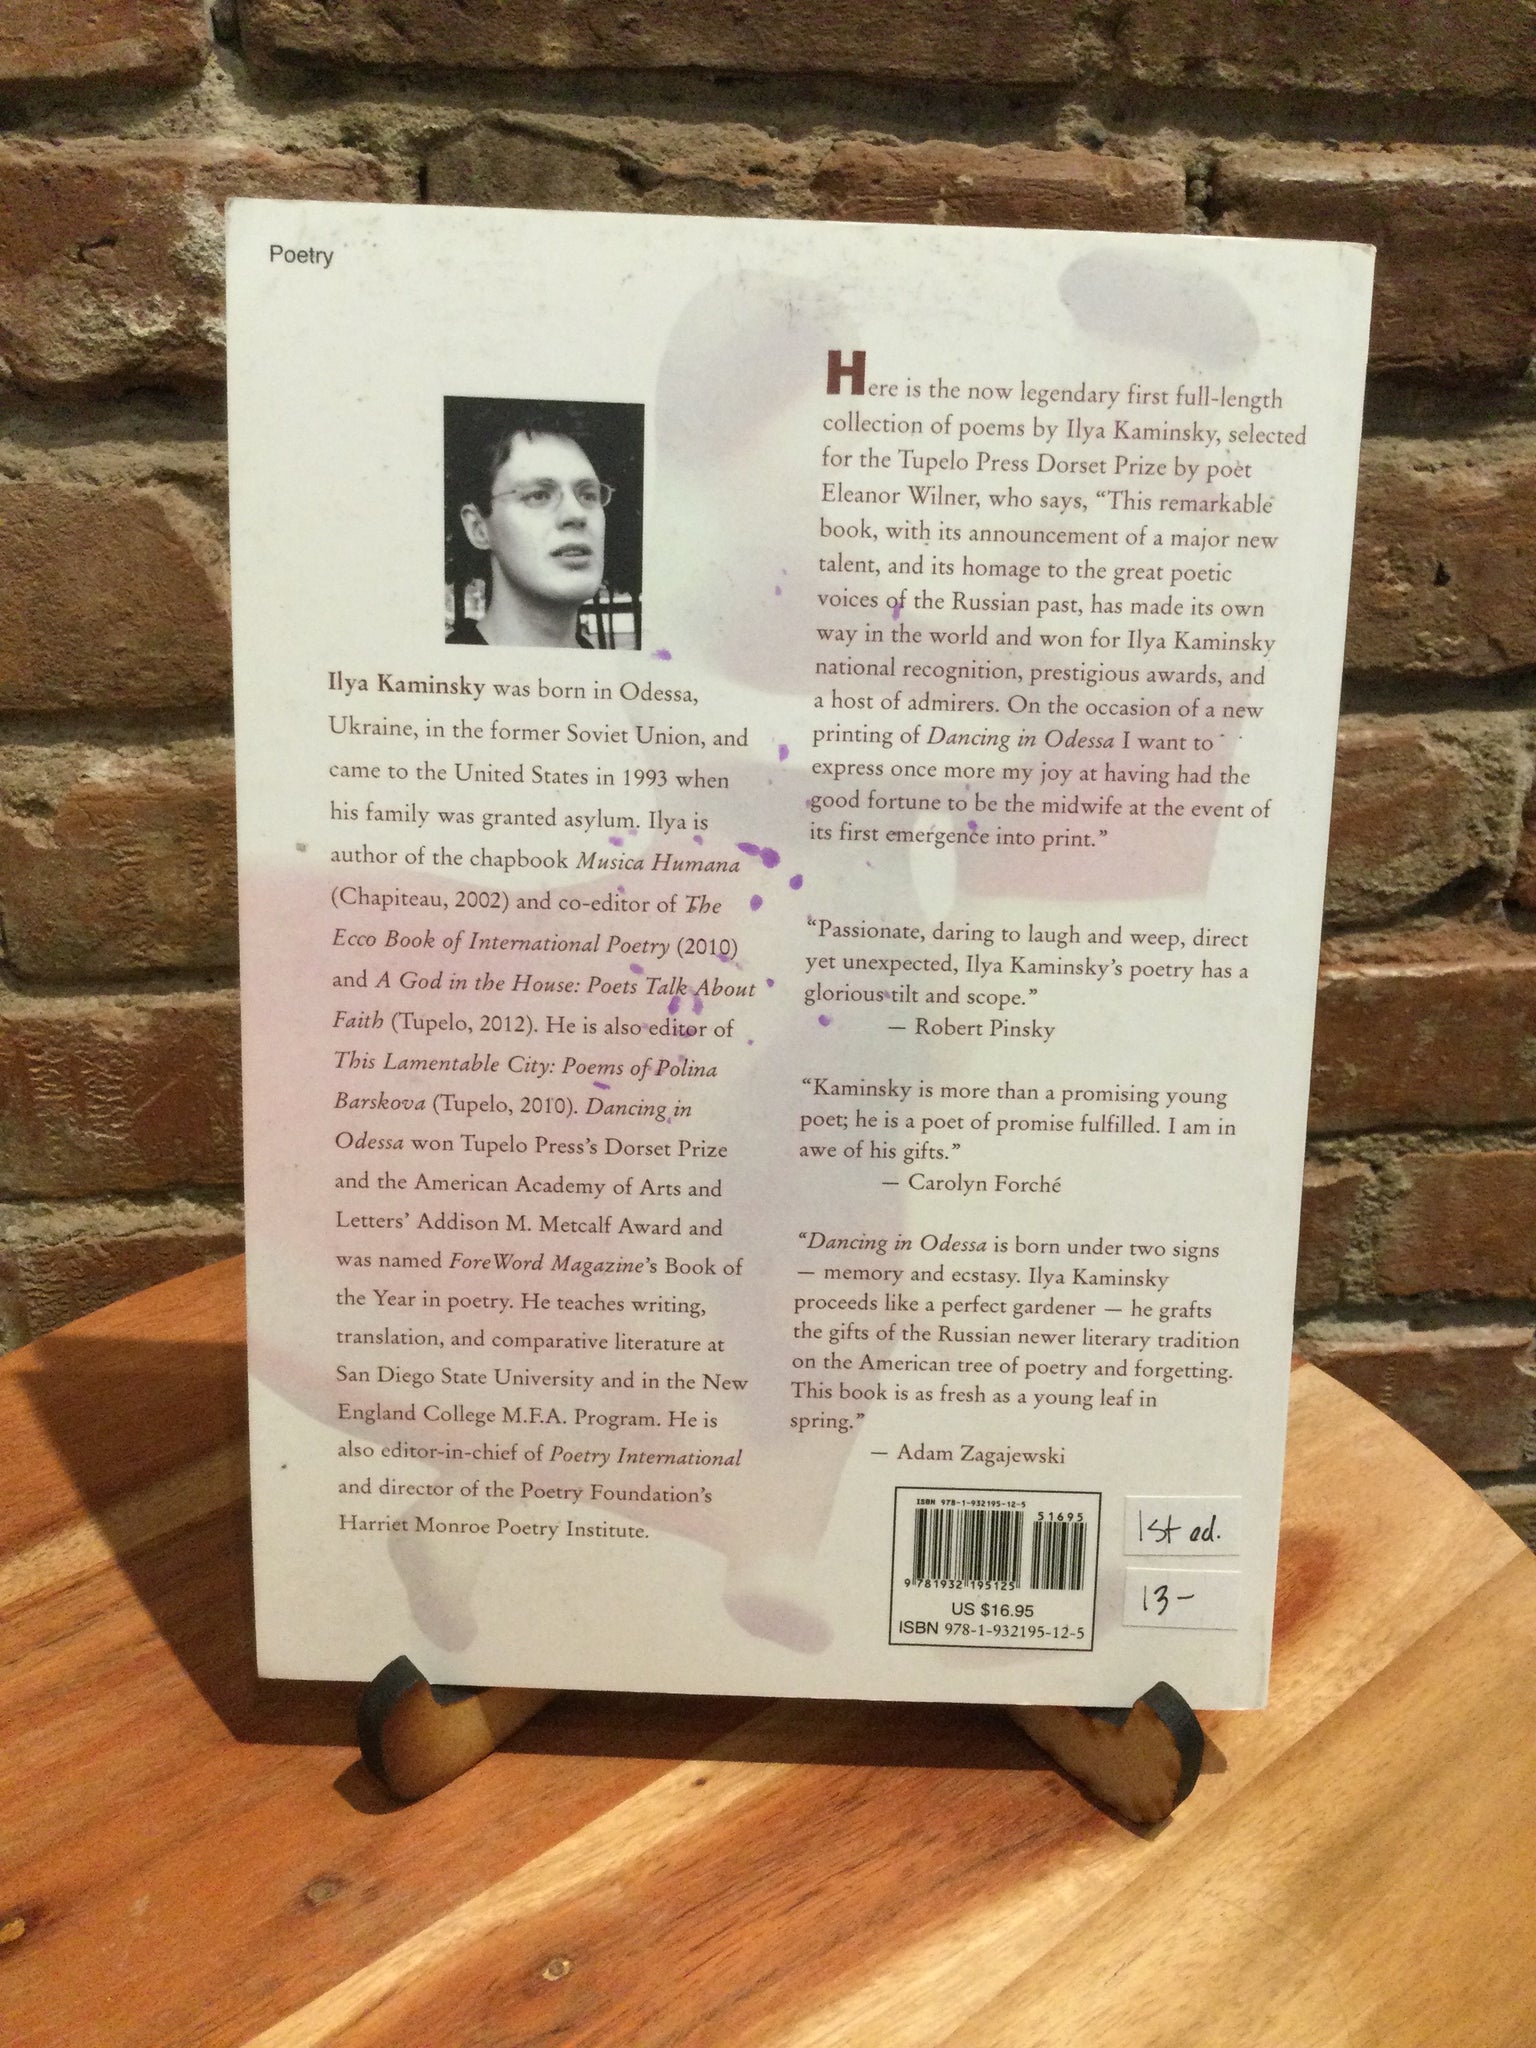 Poetry
Ilya Kaminsky was born in Odessa,
Ukraine, in the former Soviet Union, and
came to the United States in 1993 when
his family was granted asylum. Ilya is
author of the chapbook Musica Humana
(Chapiteau, 2002) and co-editor of The
Ecco Book of International Poetry (2010)
and A God in the House: Poets Talk About
Faith (Tupelo, 2012). He is also editor of
This Lamentable City: Poems of Polina
Barskova (Tupelo, 2010). Dancing in
Odessa won Tupelo Press's Dorset Prize
and the American Academy of Arts and
Letters' Addison M. Metcalf Award and
was named ForeWord Magazine's Book of
the Year in poetry. He teaches writing,
translation, and comparative literature at
San Diego State University and in the New
England College M.F.A. Program. He is
also editor-in-chief of Poetry International
and director of the Poetry Foundation's
Harriet Monroe Poetry Institute.
Here is the now legendary first full-length
collection of poems by Ilya Kaminsky, selected
for the Tupelo Press Dorset Prize by poet
Eleanor Wilner, who says, “This remarkable
book, with its announcement of a major new
talent, and its homage to the great poetic
voices of the Russian past, has made its own
way in the world and won for Ilya Kaminsky
national recognition, prestigious awards, and
a host of admirers. On the occasion of a new
printing of Dancing in Odessa I want to
express once more my joy at having had the
good fortune to be the midwife at the event of
its first emergence into print.”
“Passionate, daring to laugh and weep, direct
yet unexpected, Ilya Kaminsky's poetry has a
glorious tilt and scope.”
— Robert Pinsky
“Kaminsky is more than a promising young
poet; he is a poet of promise fulfilled. I am in
awe of his gifts.”
— Carolyn Forché
“Dancing in Odessa is born under two signs
— memory and ecstasy. Ilya Kaminsky
proceeds like a perfect gardener — he grafts
the gifts of the Russian newer literary tradition
on the American tree of poetry and forgetting.
This book is as fresh as a young leaf in
spring.”
— Adam Zagajewski
ISBN 978-1-932195-12-5
51695
9 781932 195125
US $16.95
ISBN 978-1-932195-12-5
1st ed.
13-